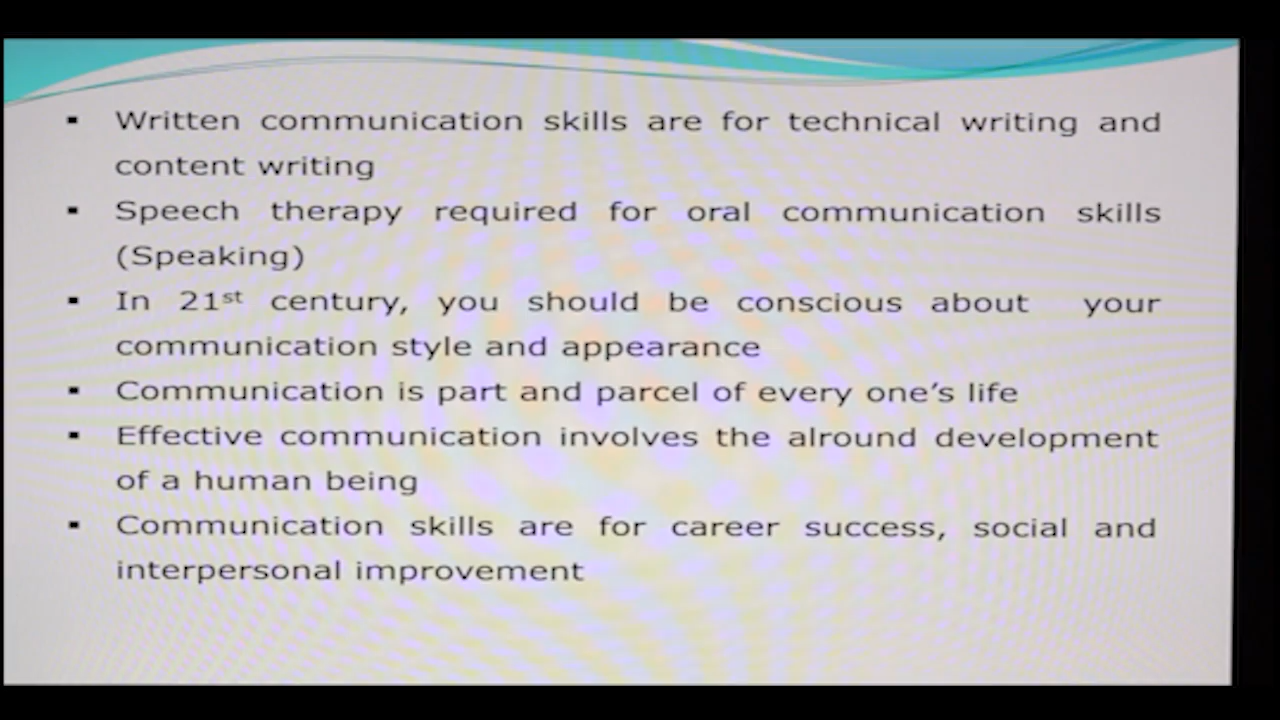 ▪ Written communication skills are for technical writing and
content writing
▪ Speech therapy required for oral communication skills
(Speaking)
▪ In 21st century, you should be conscious about your
communication style and appearance
▪ Communication is part and parcel of every one’s life
▪ Effective communication involves the alround development
of a human being
▪ Communication skills are for career success, social and
interpersonal improvement